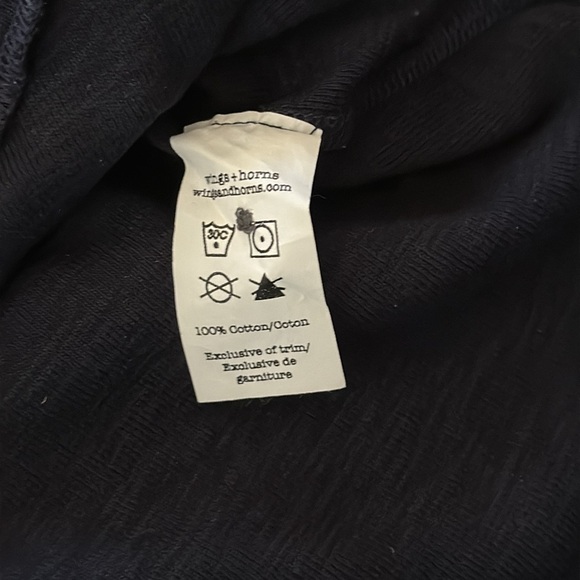 wings+horns
wingsandhorns.com
30C
100% Cotton/Coton
Exclusive of trim/
Exclusive de
garniture